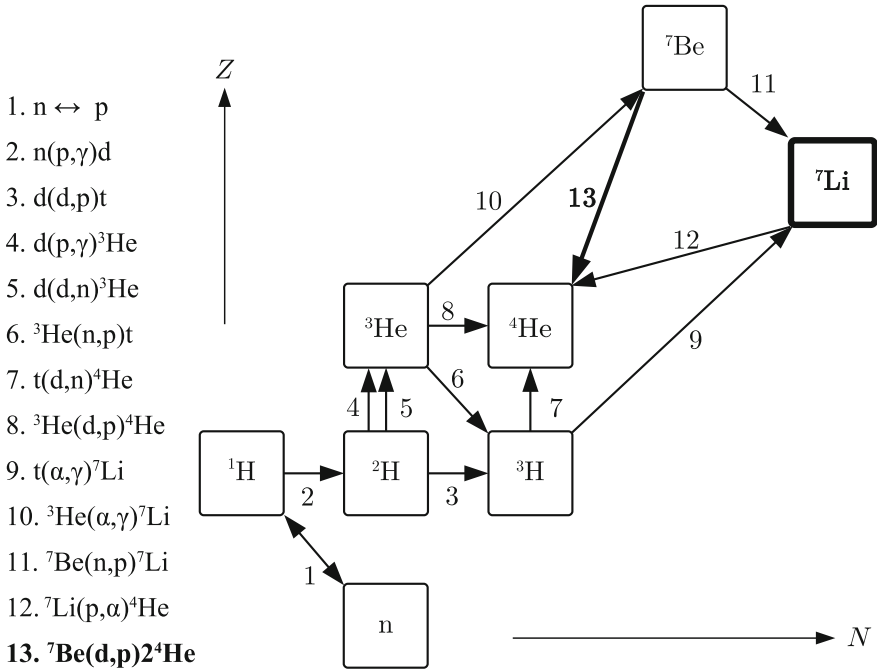 1. n ↔ p
2. n(p,γ)d
3. d(d,p)t
4. d(p,γ)³He
5. d(d,n)³He
6. ³He(n,p)t
7. t(d,n)⁴He
8. ³He(d,p)⁴He
9. t(α,γ)⁷Li
10. ³He(α,γ)⁷Li
11. ⁷Be(n,p)⁷Li
12. ⁷Li(p,α)⁴He
13. ⁷Be(d,p)2⁴He
Z
⁷Be
11
⁷Li
10
13
12
³He
8
⁴He
9
6
4
5
7
¹H
²H
³H
2
3
1
n
N